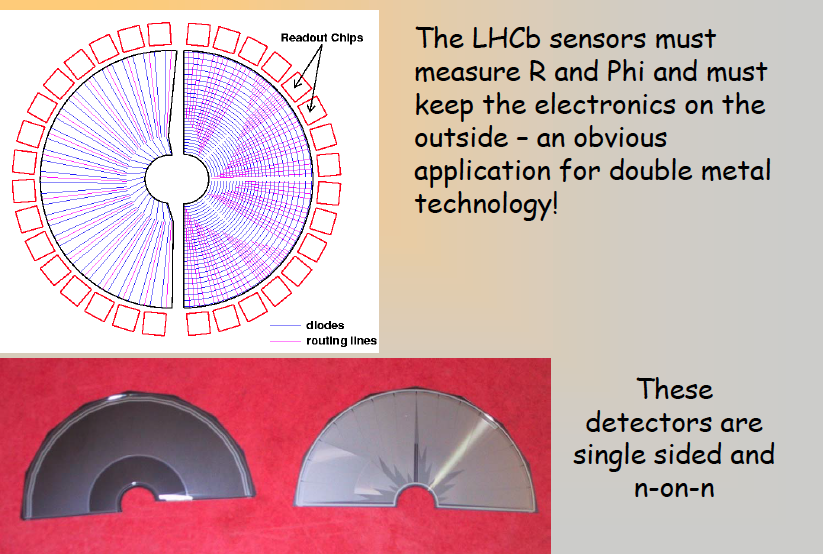 Readout Chips
diodes
routing lines
The LHCb sensors must
measure R and Phi and must
keep the electronics on the
outside – an obvious
application for double metal
technology!
These
detectors are
single sided and
n-on-n